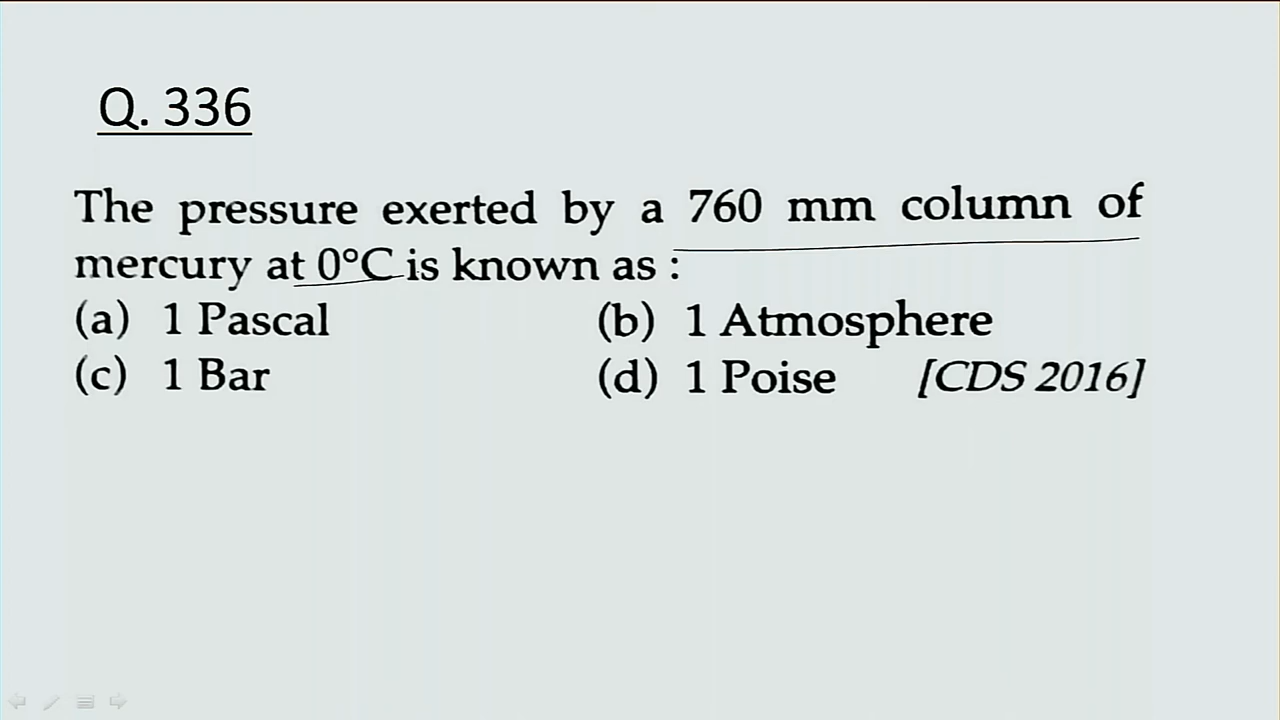 Q. 336
The pressure exerted by a 760 mm column of
mercury at 0°C is known as :
(a) 1 Pascal (b) 1 Atmosphere
(c) 1 Bar (d) 1 Poise [CDS 2016]